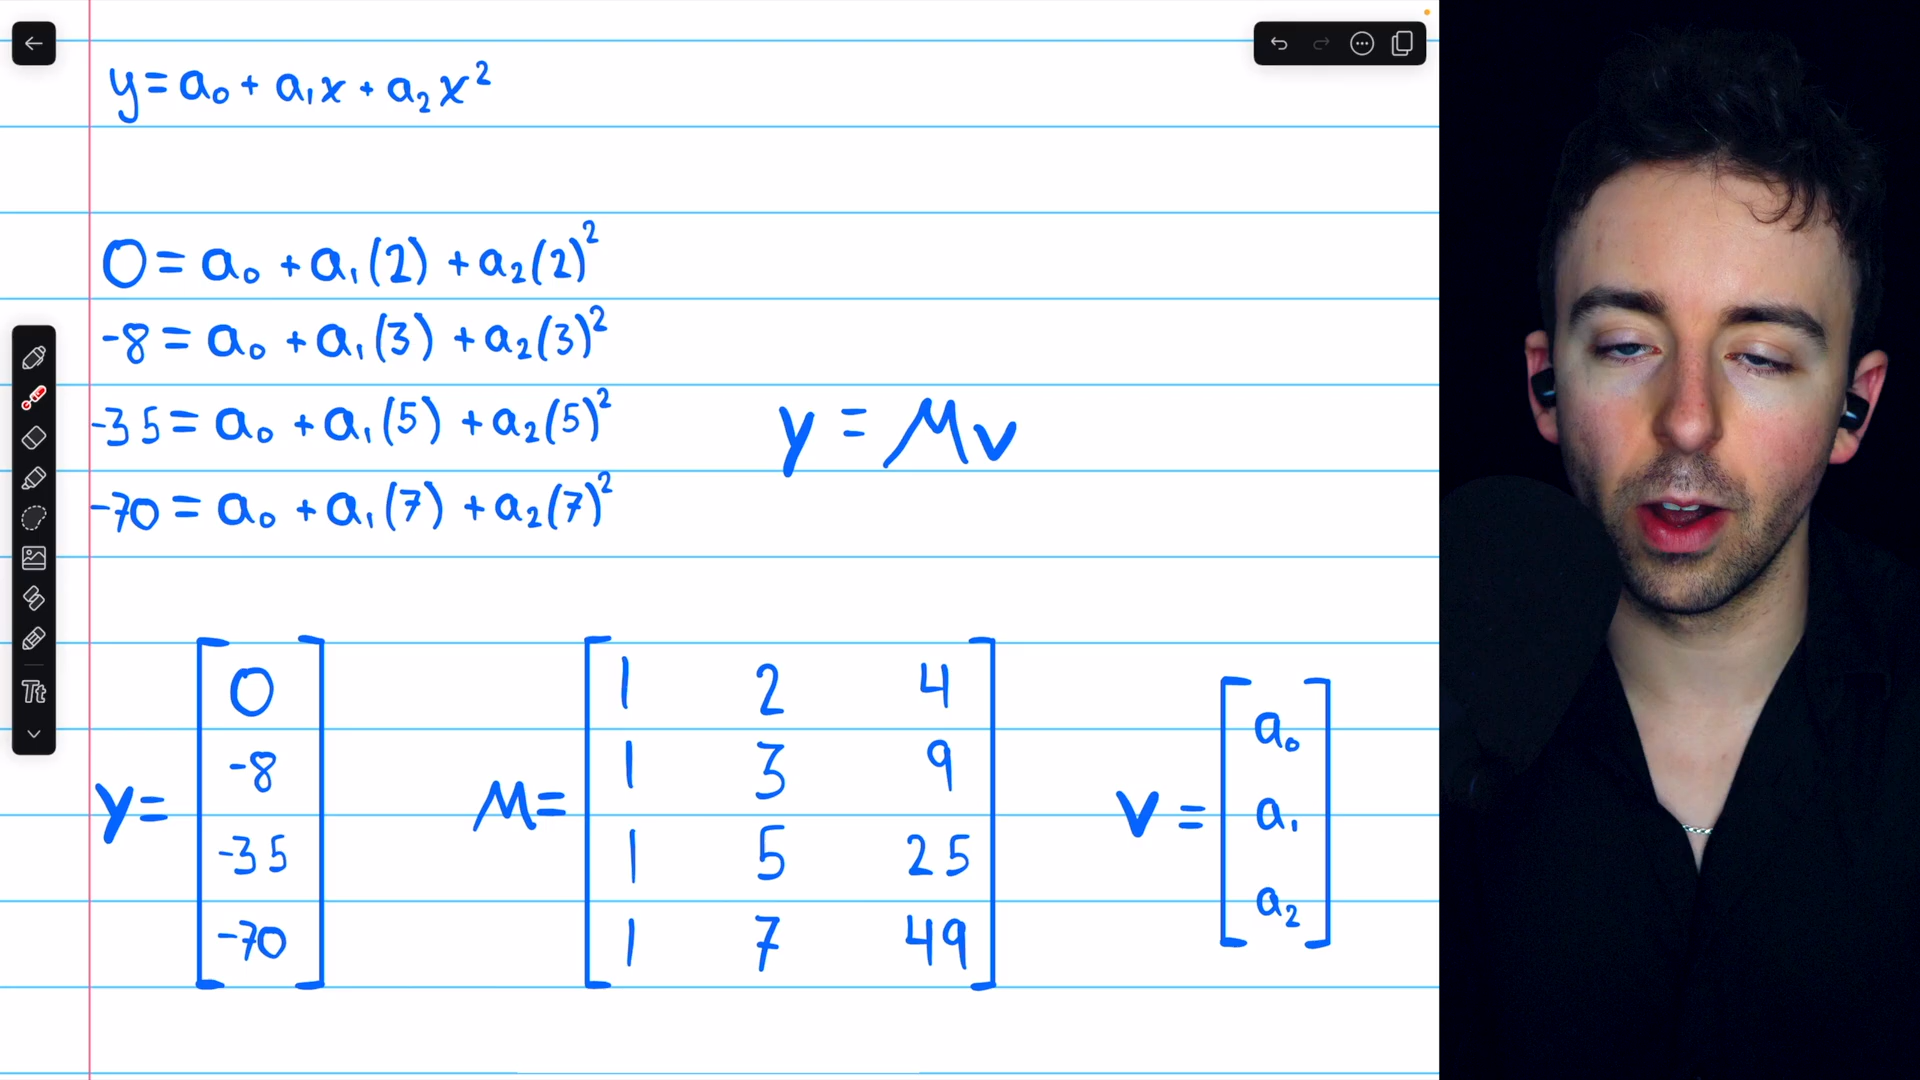 y = a₀ + a₁x + a₂x²
0 = a₀ + a₁(2) + a₂(2)²
-8 = a₀ + a₁(3) + a₂(3)²
-35 = a₀ + a₁(5) + a₂(5)²
y = Mv
-70 = a₀ + a₁(7) + a₂(7)²
y = [0 -8 -35 -70]
M = [1 2 4
1 3 9
1 5 25
1 7 49]
v = [a₀ a₁ a₂]
Tt